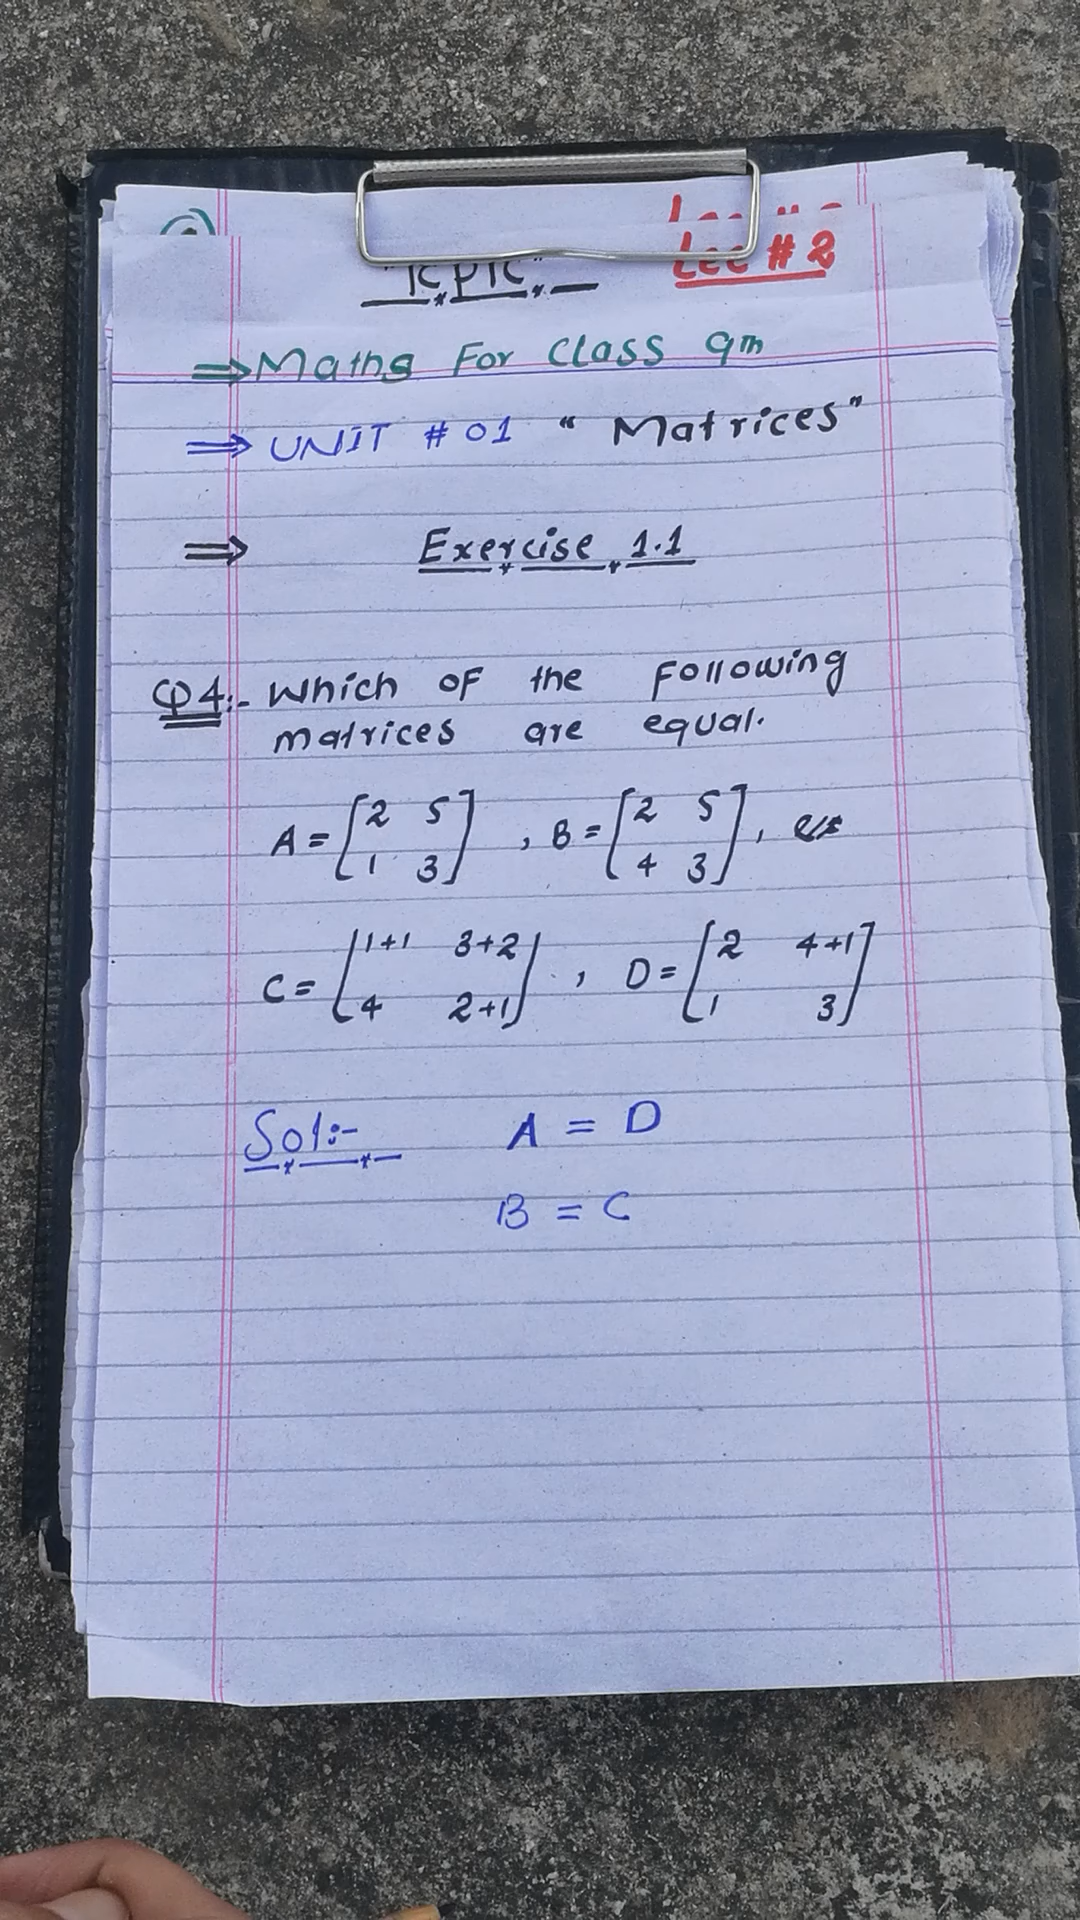 Lec # 2
"Topic"
⇒ Maths For Class 9th
⇒ UNIT # 01 " Matrices"
⇒ Exercise 1.1
Q4:- Which of the Following
matrices are equal.
A = [2 5; 1 3] , B = [2 5; 4 3] ,
C = [1+1 3+2; 4 2+1] , D = [2 4+1; 1 3]
Sol:- A = D
B = C